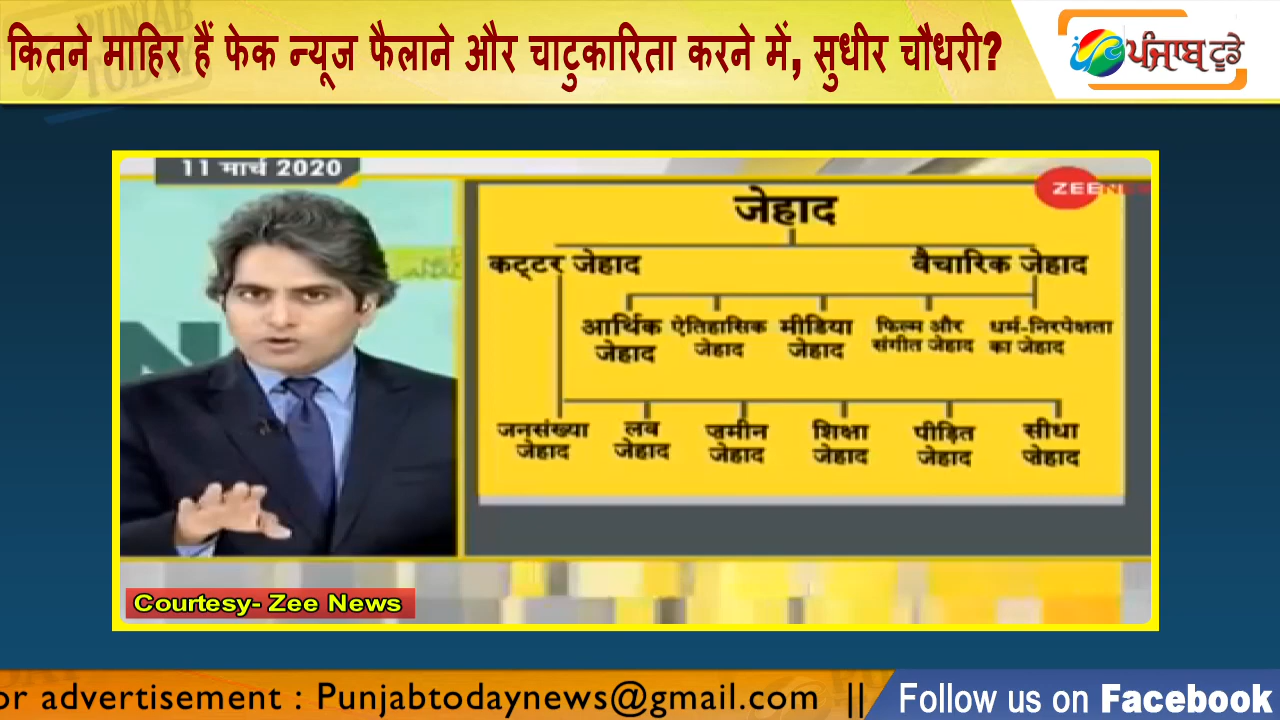 कितने माहिर हैं फेक न्यूज फैलाने और चाटुकारिता करने में, सुधीर चौधरी?
ਪੰਜਾਬ ਟੂਡੇ
11 मार्च 2020
ZEE NEWS
जेहाद
कट्टर जेहाद वैचारिक जेहाद
आर्थिक ऐतिहासिक मीडिया फिल्म और धर्म-निरपेक्षता
जेहाद जेहाद जेहाद संगीत जेहाद का जेहाद
जनसंख्या लव ज़मीन शिक्षा पीड़ित सीधा
जेहाद जेहाद जेहाद जेहाद जेहाद जेहाद
Courtesy- Zee News
or advertisement : Punjabtodaynews@gmail.com || Follow us on Facebook